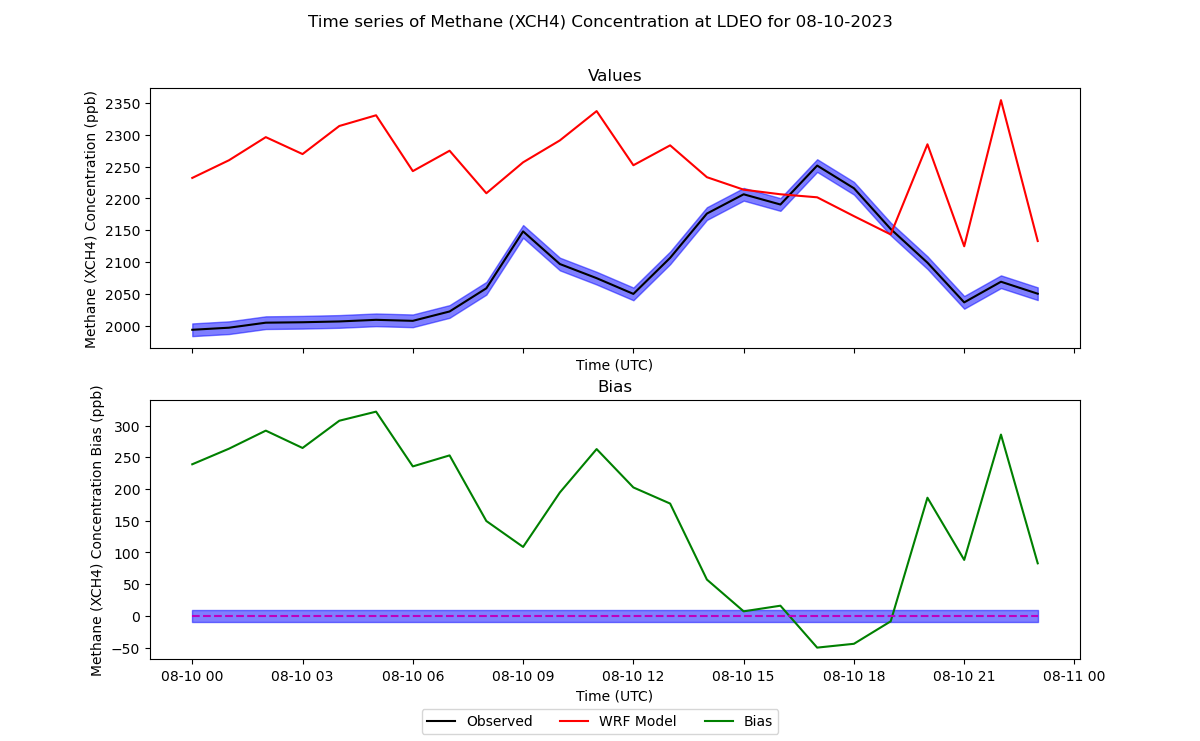 Time series of Methane (XCH4) Concentration at LDEO for 08-10-2023
Values
Methane (XCH4) Concentration (ppb)
2350
2300
2250
2200
2150
2100
2050
2000
Time (UTC)
Bias
Methane (XCH4) Concentration Bias (ppb)
300
250
200
150
100
50
0
−50
08-10 00 08-10 03 08-10 06 08-10 09 08-10 12 08-10 15 08-10 18 08-10 21 08-11 00
Time (UTC)
Observed WRF Model Bias